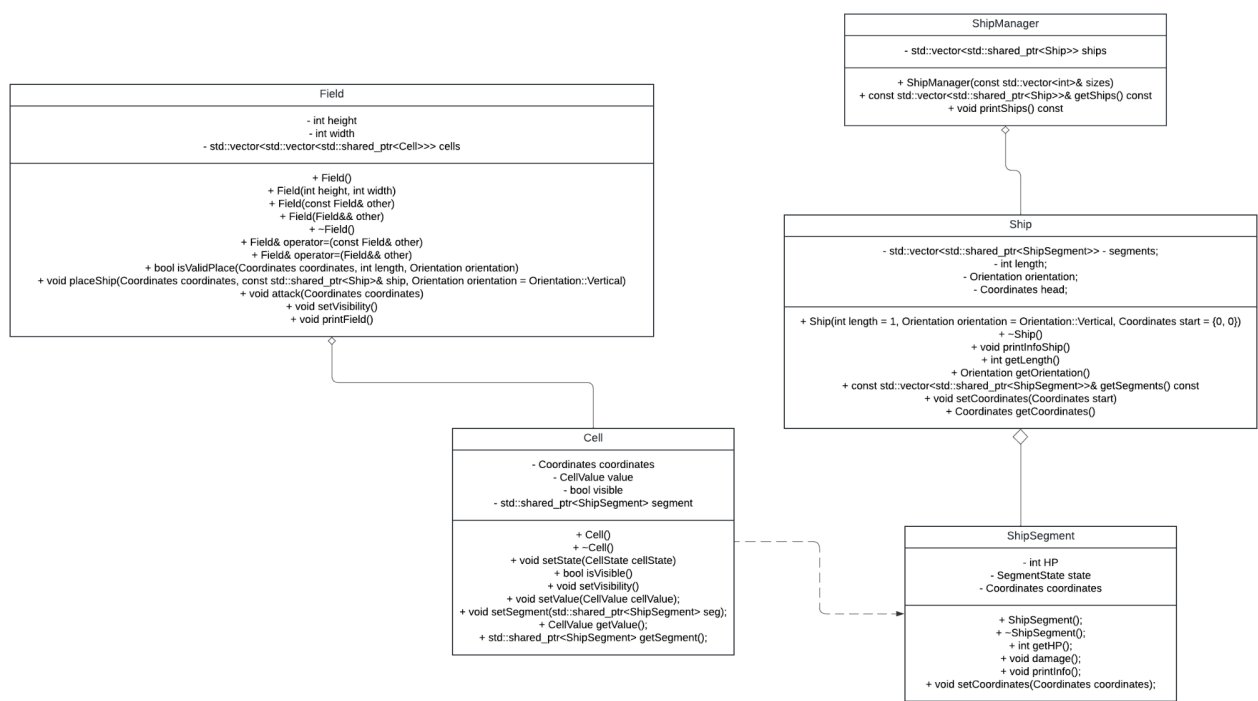 ShipManager
- std::vector<std::shared_ptr<Ship>> ships
+ ShipManager(const std::vector<int>& sizes)
+ const std::vector<std::shared_ptr<Ship>>& getShips() const
+ void printShips() const
Field
- int height
- int width
- std::vector<std::vector<std::shared_ptr<Cell>>> cells
+ Field()
+ Field(int height, int width)
+ Field(const Field& other)
+ Field(Field&& other)
+ ~Field()
+ Field& operator=(const Field& other)
+ Field& operator=(Field&& other)
+ bool isValidPlace(Coordinates coordinates, int length, Orientation orientation)
+ void placeShip(Coordinates coordinates, const std::shared_ptr<Ship>& ship, Orientation orientation = Orientation::Vertical)
+ void attack(Coordinates coordinates)
+ void setVisibility()
+ void printField()
Ship
- std::vector<std::shared_ptr<ShipSegment>> - segments;
- int length;
- Orientation orientation;
- Coordinates head;
+ Ship(int length = 1, Orientation orientation = Orientation::Vertical, Coordinates start = {0, 0})
+ ~Ship()
+ void printInfoShip()
+ int getLength()
+ Orientation getOrientation()
+ const std::vector<std::shared_ptr<ShipSegment>>& getSegments() const
+ void setCoordinates(Coordinates start)
+ Coordinates getCoordinates()
Cell
- Coordinates coordinates
- CellValue value
- bool visible
- std::shared_ptr<ShipSegment> segment
+ Cell()
+ ~Cell()
+ void setState(CellState cellState)
+ bool isVisible()
+ void setVisibility()
+ void setValue(CellValue cellValue);
+ void setSegment(std::shared_ptr<ShipSegment> seg);
+ CellValue getValue();
+ std::shared_ptr<ShipSegment> getSegment();
ShipSegment
- int HP
- SegmentState state
- Coordinates coordinates
+ ShipSegment();
+ ~ShipSegment();
+ int getHP();
+ void damage();
+ void printInfo();
+ void setCoordinates(Coordinates coordinates);